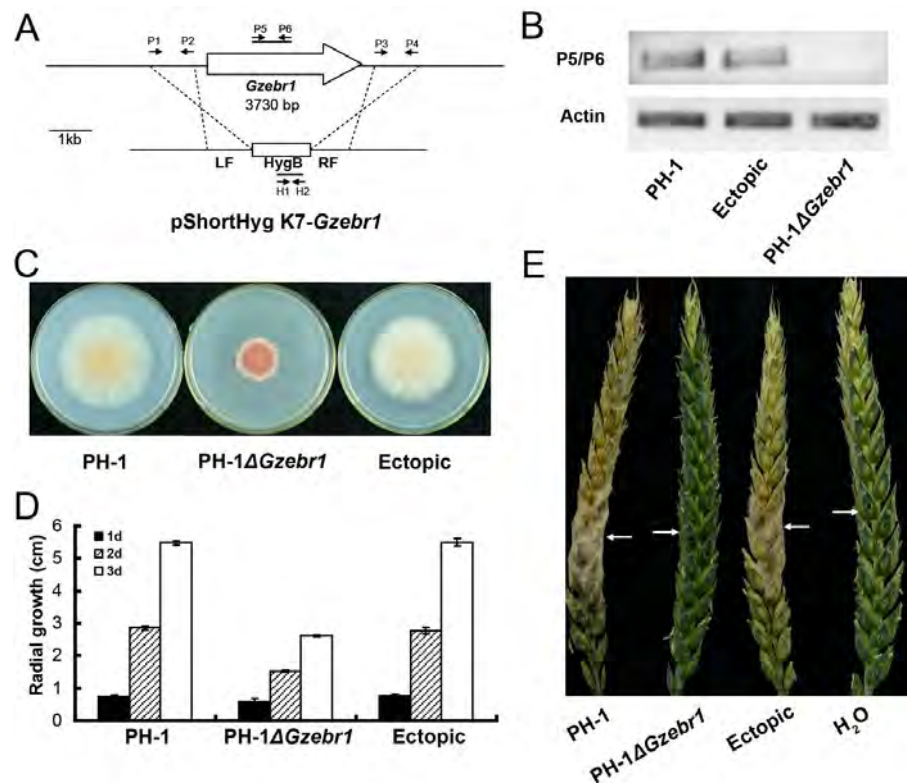 A
P1
P2
P5
P6
P3
P4
Gzebr1
3730 bp
1kb
LF
HygB
RF
H1
H2
pShortHyg K7-Gzebr1
B
P5/P6
Actin
PH-1
Ectopic
PH-1ΔGzebr1
C
PH-1
PH-1ΔGzebr1
Ectopic
D
Radial growth (cm)
6
5
4
3
2
1
0
1d
2d
3d
PH-1
PH-1ΔGzebr1
Ectopic
E
PH-1
PH-1ΔGzebr1
Ectopic
H₂O